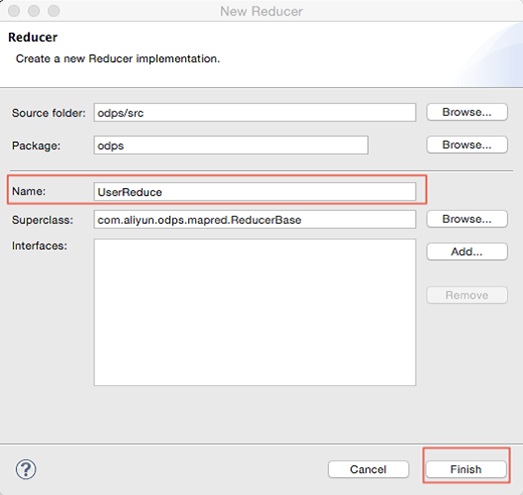 New Reducer
Reducer
Create a new Reducer implementation.
Source folder: odps/src Browse...
Package: odps Browse...
Name: UserReduce
Superclass: com.aliyun.odps.mapred.ReducerBase Browse...
Interfaces: Add...
Remove
? Cancel Finish